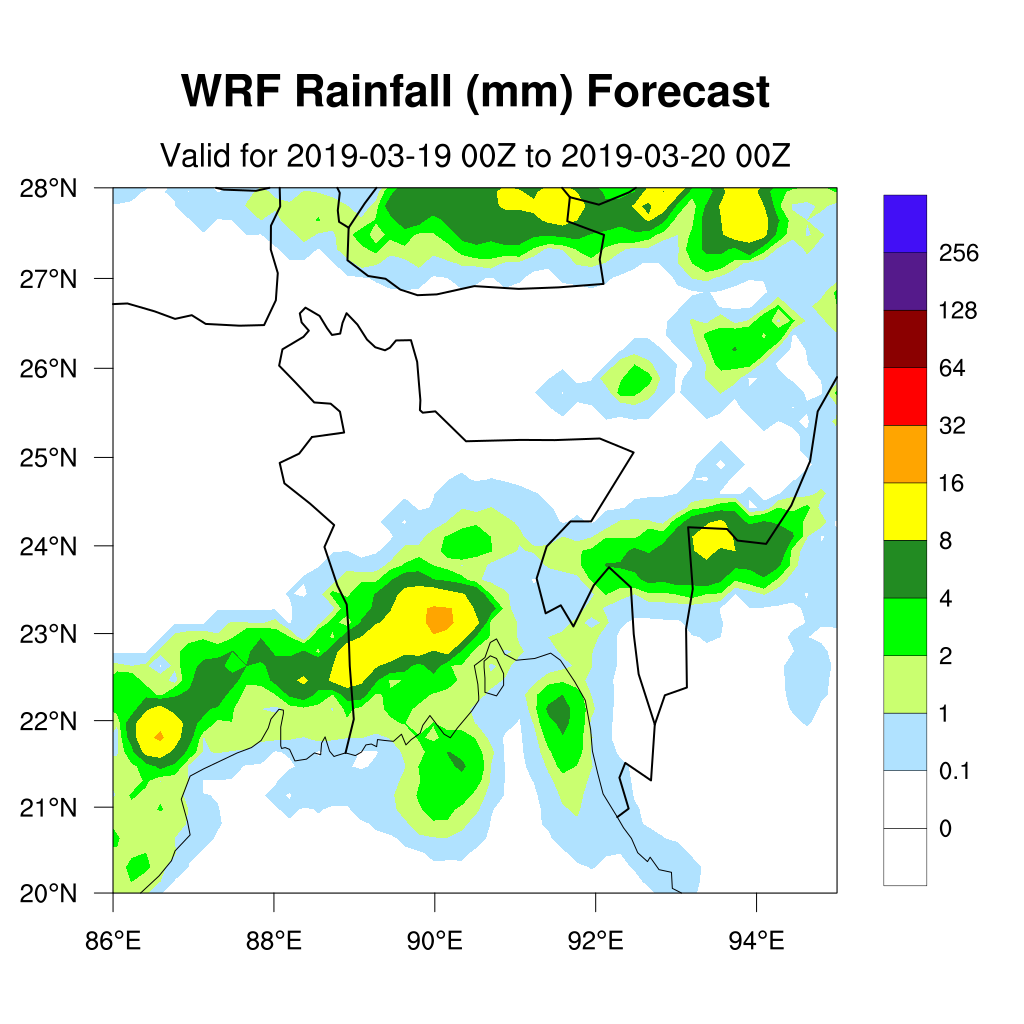 WRF Rainfall (mm) Forecast
Valid for 2019-03-19 00Z to 2019-03-20 00Z
28°N
27°N
26°N
25°N
24°N
23°N
22°N
21°N
20°N
86°E 88°E 90°E 92°E 94°E
256
128
64
32
16
8
4
2
1
0.1
0